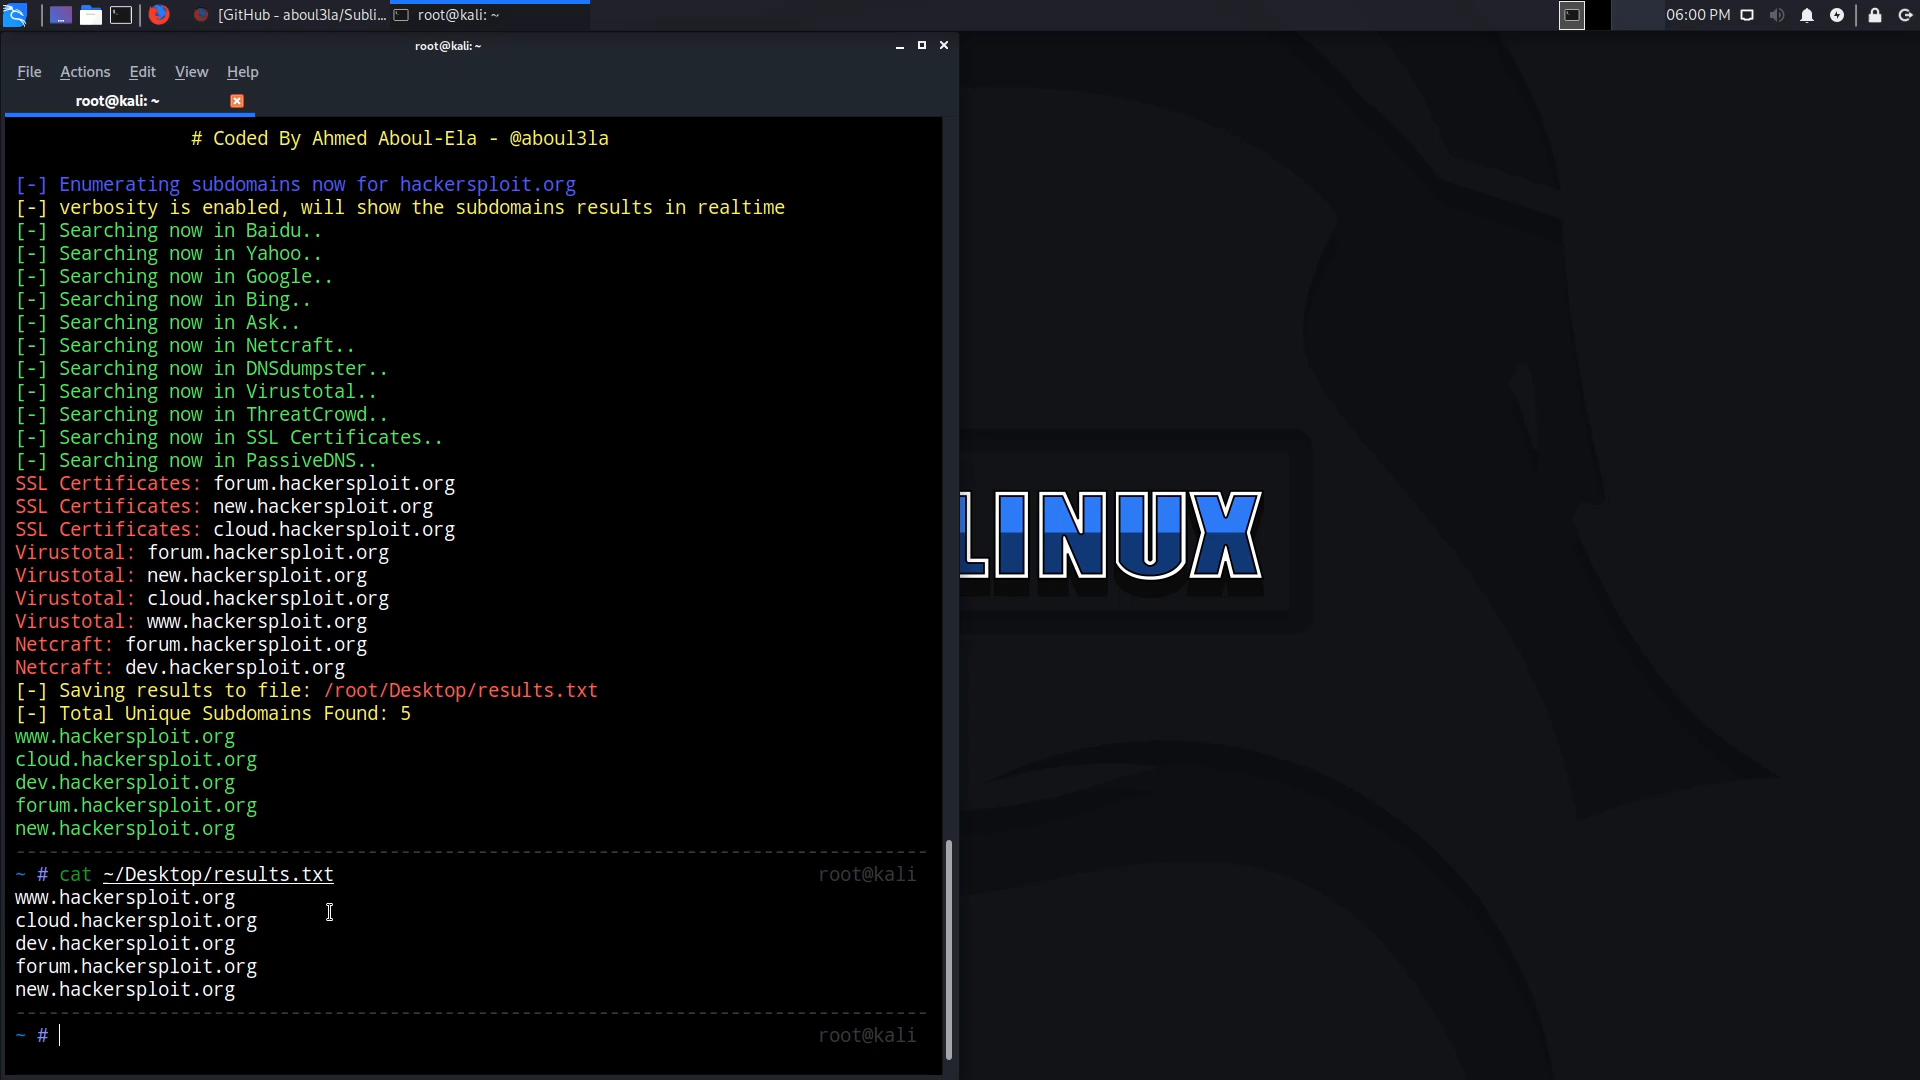 [GitHub - aboul3la/Subli...
root@kali: ~
06:00 PM
root@kali: ~
File Actions Edit View Help
root@kali: ~
# Coded By Ahmed Aboul-Ela - @aboul3la
[-] Enumerating subdomains now for hackersploit.org
[-] verbosity is enabled, will show the subdomains results in realtime
[-] Searching now in Baidu..
[-] Searching now in Yahoo..
[-] Searching now in Google..
[-] Searching now in Bing..
[-] Searching now in Ask..
[-] Searching now in Netcraft..
[-] Searching now in DNSdumpster..
[-] Searching now in Virustotal..
[-] Searching now in ThreatCrowd..
[-] Searching now in SSL Certificates..
[-] Searching now in PassiveDNS..
SSL Certificates: forum.hackersploit.org
SSL Certificates: new.hackersploit.org
SSL Certificates: cloud.hackersploit.org
Virustotal: forum.hackersploit.org
Virustotal: new.hackersploit.org
Virustotal: cloud.hackersploit.org
Virustotal: www.hackersploit.org
Netcraft: forum.hackersploit.org
Netcraft: dev.hackersploit.org
[-] Saving results to file: /root/Desktop/results.txt
[-] Total Unique Subdomains Found: 5
www.hackersploit.org
cloud.hackersploit.org
dev.hackersploit.org
forum.hackersploit.org
new.hackersploit.org
~ # cat ~/Desktop/results.txt root@kali
www.hackersploit.org
cloud.hackersploit.org
dev.hackersploit.org
forum.hackersploit.org
new.hackersploit.org
~ # root@kali
LINUX